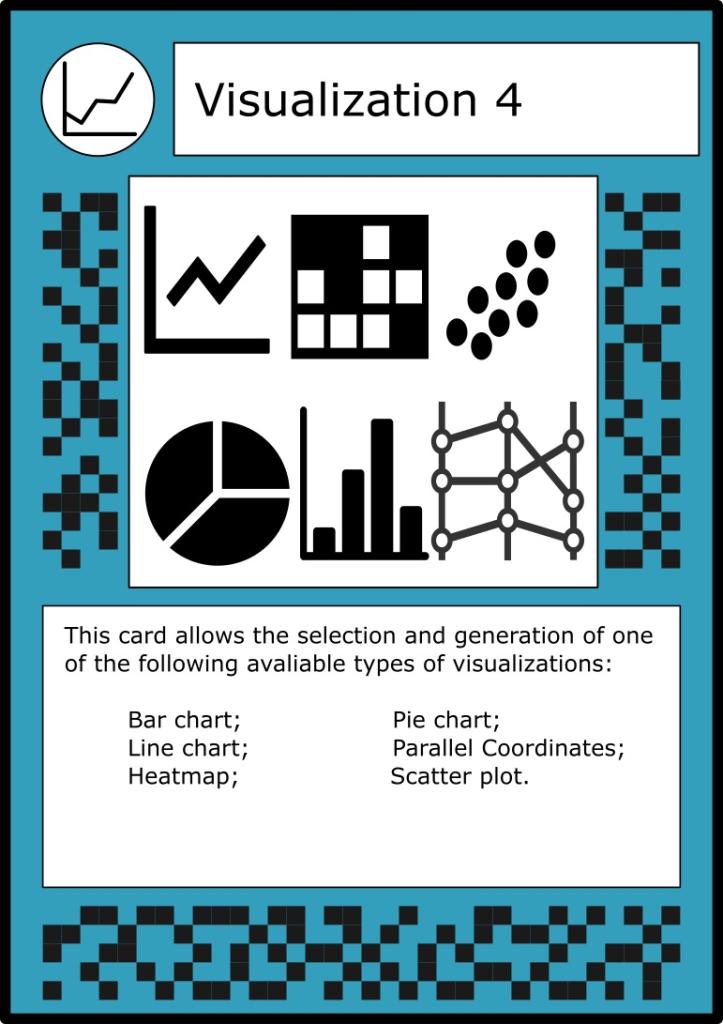 Visualization 4
This card allows the selection and generation of one
of the following avaliable types of visualizations:
Bar chart; Pie chart;
Line chart; Parallel Coordinates;
Heatmap; Scatter plot.